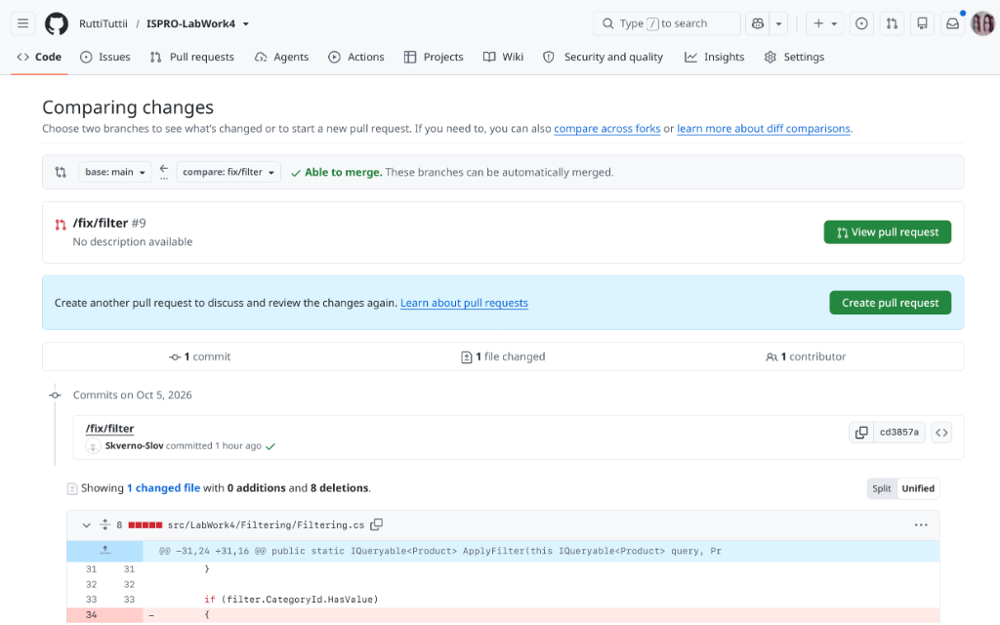 RuttiTuttii / ISPRO-LabWork4
Type / to search
Code Issues Pull requests Agents Actions Projects Wiki Security and quality Insights Settings
Comparing changes
Choose two branches to see what's changed or to start a new pull request. If you need to, you can also compare across forks or learn more about diff comparisons.
base: main ← compare: fix/filter Able to merge. These branches can be automatically merged.
...
/fix/filter #9
No description available
View pull request
Create another pull request to discuss and review the changes again. Learn about pull requests
Create pull request
1 commit 1 file changed 1 contributor
Commits on Oct 5, 2026
/fix/filter
Skverno-Slov committed 1 hour ago
cd3857a
Showing 1 changed file with 0 additions and 8 deletions.
Split Unified
8 src/LabWork4/Filtering/Filtering.cs
@@ -31,24 +31,16 @@ public static IQueryable<Product> ApplyFilter(this IQueryable<Product> query, Pr
31 31 }
32 32
33 33 if (filter.CategoryId.HasValue)
34 - {